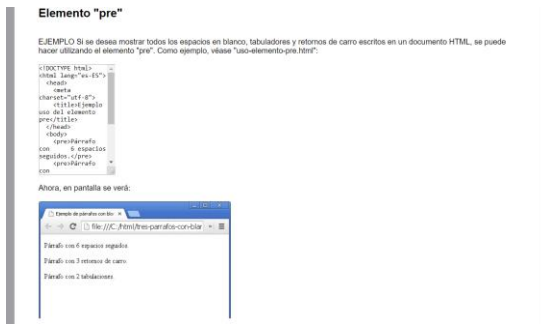 Elemento "pre"
EJEMPLO Si se desea mostrar todos los espacios en blanco, tabuladores y retornos de carro escritos en un documento HTML, se puede
hacer utilizando el elemento "pre". Como ejemplo, véase "uso-elemento-pre.html":
<!DOCTYPE html>
<html lang="es-ES">
<head>
<meta
charset="utf-8">
<title>Ejemplo
uso del elemento
pre</title>
</head>
<body>
<pre>Párrafo
con      6 espacios
seguidos.</pre>
<pre>Párrafo
con
Ahora, en pantalla se verá:
Ejemplo de párrafos con blan
file:///C:/html/tres-parrafos-con-blar
Párrafo con 6 espacios seguidos.
Párrafo con 3 retornos de carro.
Párrafo con 2 tabulaciones